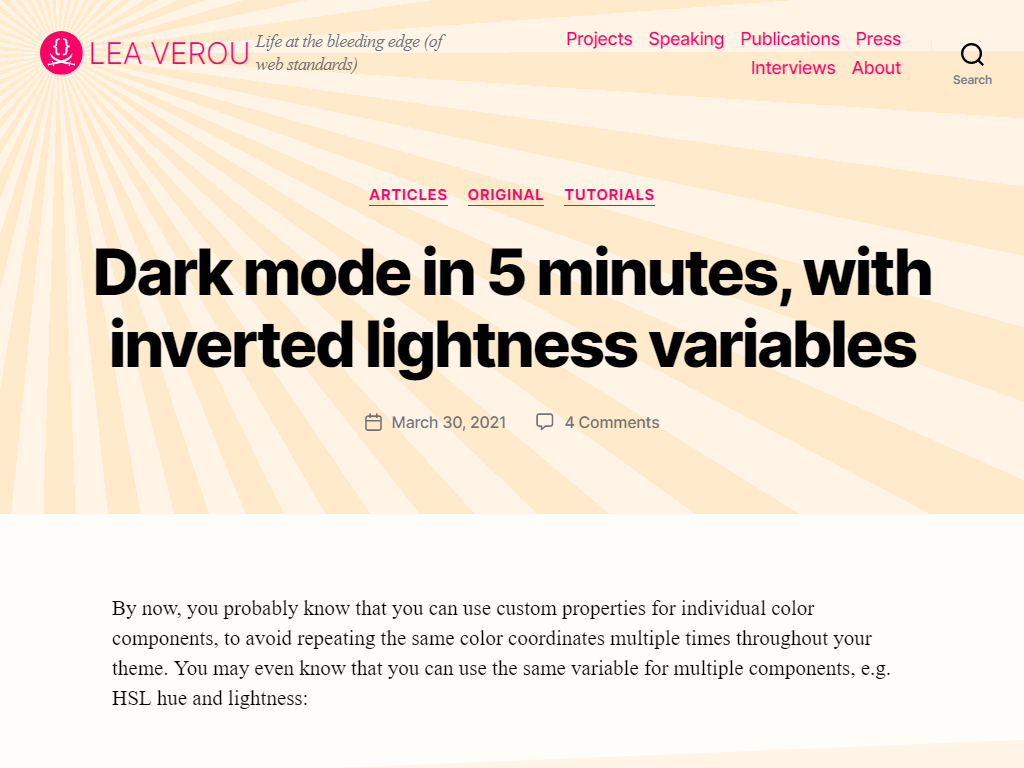 LEA VEROU
Life at the bleeding edge (of
web standards)
Projects Speaking Publications Press
Interviews About
Search
ARTICLES ORIGINAL TUTORIALS
Dark mode in 5 minutes, with
inverted lightness variables
March 30, 2021 4 Comments
By now, you probably know that you can use custom properties for individual color
components, to avoid repeating the same color coordinates multiple times throughout your
theme. You may even know that you can use the same variable for multiple components, e.g.
HSL hue and lightness: